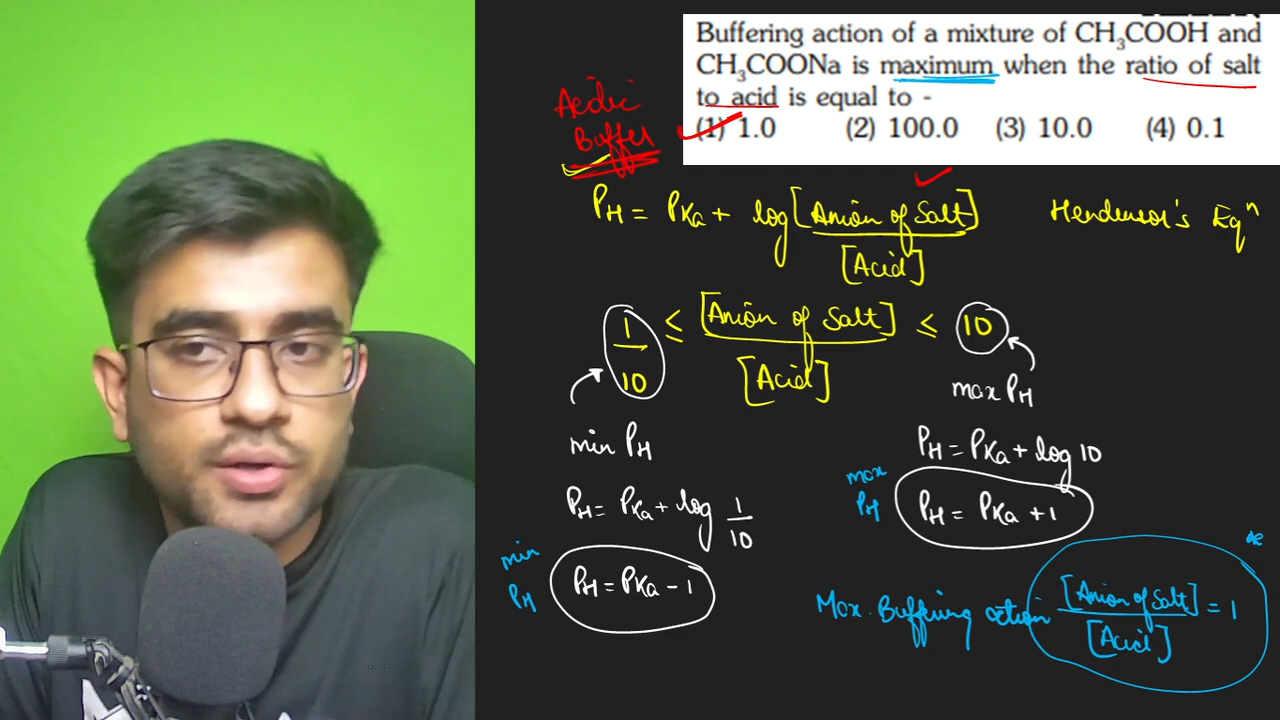 Buffering action of a mixture of CH₃COOH and
CH₃COONa is maximum when the ratio of salt
to acid is equal to -
(1) 1.0 (2) 100.0 (3) 10.0 (4) 0.1
Acidic
Buffer
PH = PKa + log [Anion of Salt] / [Acid]
Henderson's Eqⁿ
1/10 ≤ [Anion of Salt] / [Acid] ≤ 10
min PH
max PH
PH = PKa + log 1/10
PH = PKa + log 10
min PH
PH = PKa - 1
max PH
PH = PKa + 1
Max. Buffering action [Anion of Salt] / [Acid] = 1